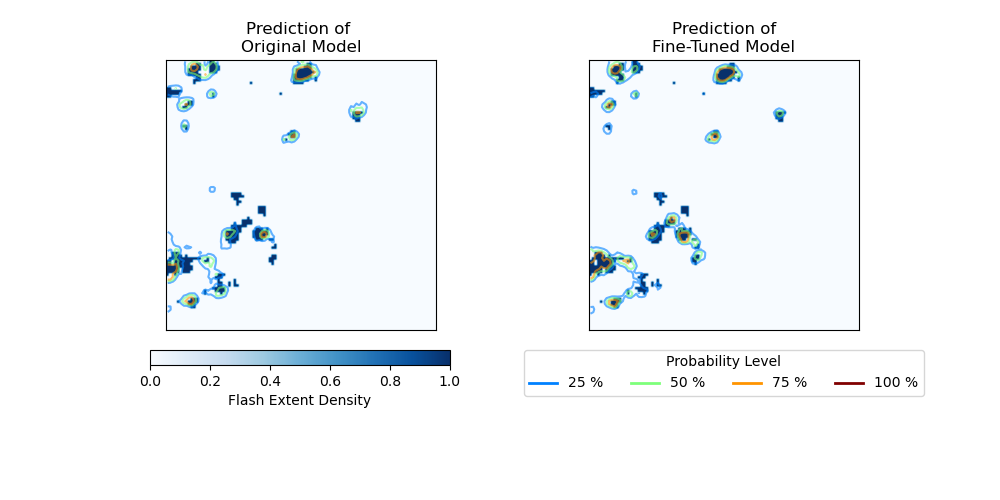 Prediction of
Original Model
Prediction of
Fine-Tuned Model
0.0 0.2 0.4 0.6 0.8 1.0
Flash Extent Density
Probability Level
25 % 50 % 75 % 100 %